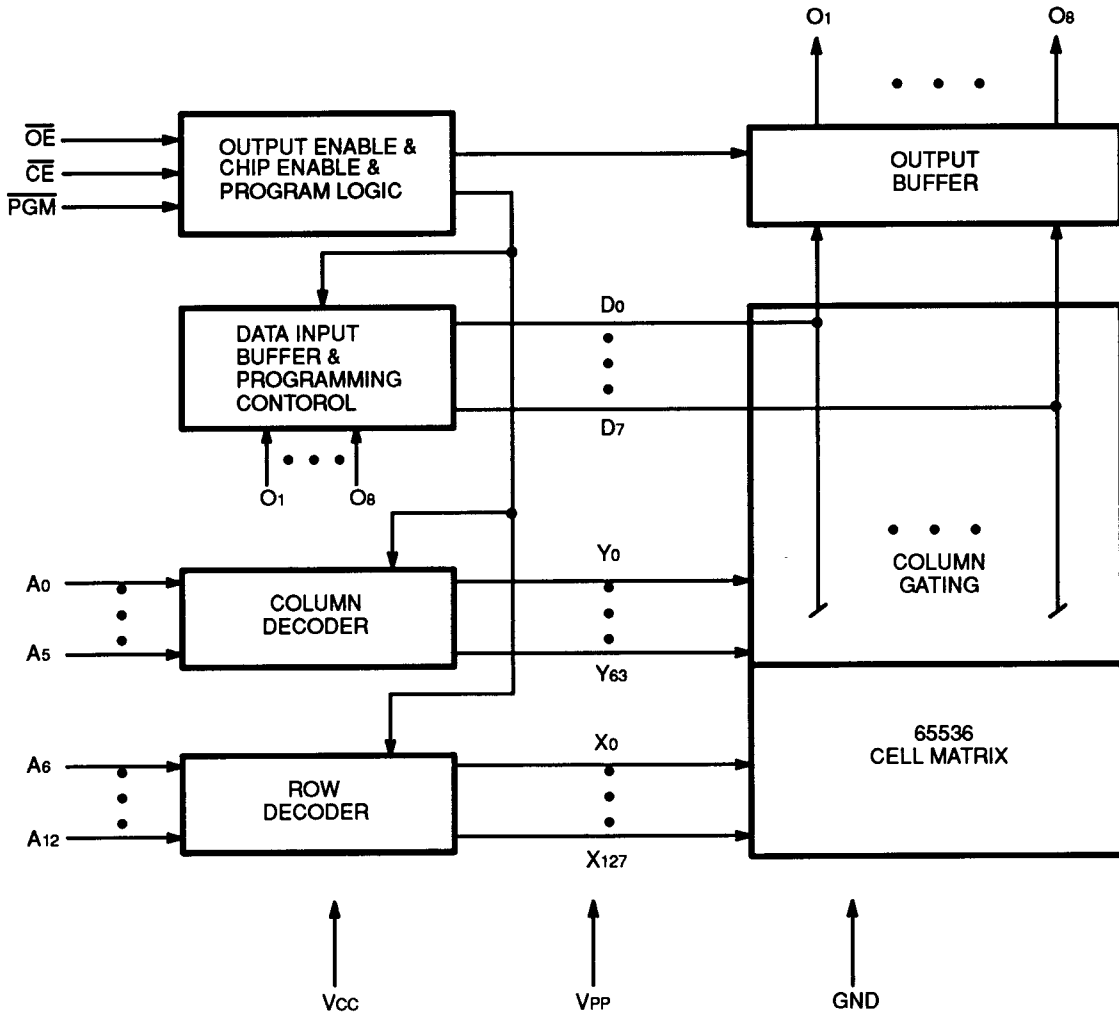 O1 O8
OE
CE
PGM
OUTPUT ENABLE &
CHIP ENABLE &
PROGRAM LOGIC
OUTPUT
BUFFER
DATA INPUT
BUFFER &
PROGRAMMING
CONTOROL
D0
D7
O1 O8
A0
A5
COLUMN
DECODER
Y0
Y63
COLUMN
GATING
A6
A12
ROW
DECODER
X0
X127
65536
CELL MATRIX
VCC
VPP
GND